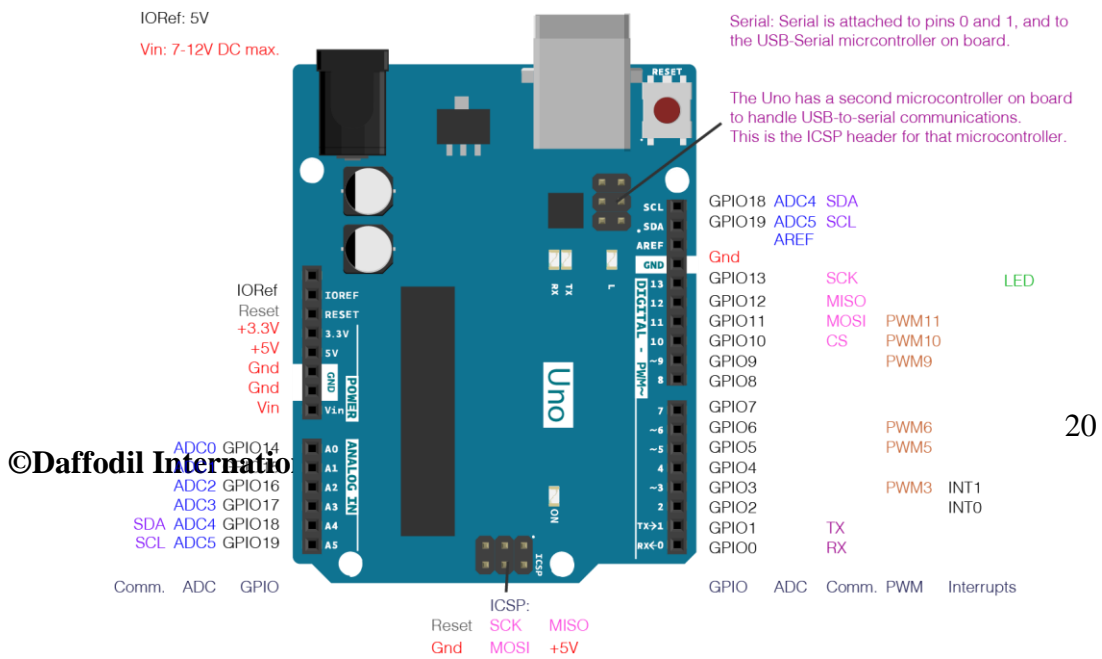 IORef: 5V
Vin: 7-12V DC max.
Serial: Serial is attached to pins 0 and 1, and to
the USB-Serial micrcontroller on board.
The Uno has a second microcontroller on board
to handle USB-to-serial communications.
This is the ICSP header for that microcontroller.
RESET
SCL GPIO18 ADC4 SDA
SDA GPIO19 ADC5 SCL
AREF AREF
GND Gnd
13 GPIO13 SCK LED
12 GPIO12 MISO
11 GPIO11 MOSI PWM11
10 GPIO10 CS PWM10
~9 GPIO9 PWM9
8 GPIO8
7 GPIO7
~6 GPIO6 PWM6
~5 GPIO5 PWM5
4 GPIO4
~3 GPIO3 PWM3 INT1
2 GPIO2 INT0
TX→1 GPIO1 TX
RX←0 GPIO0 RX
DIGITAL - PWM~
RX
TX
L
Uno
ON
ICSP
IORef IOREF
Reset RESET
+3.3V 3.3V
+5V 5V
Gnd GND
Gnd
Vin Vin
POWER
ANALOG IN
ADC0 GPIO14 A0
A1
ADC2 GPIO16 A2
ADC3 GPIO17 A3
SDA ADC4 GPIO18 A4
SCL ADC5 GPIO19 A5
©Daffodil Internatio
20
Comm. ADC GPIO
GPIO ADC Comm. PWM Interrupts
ICSP:
Reset SCK MISO
Gnd MOSI +5V